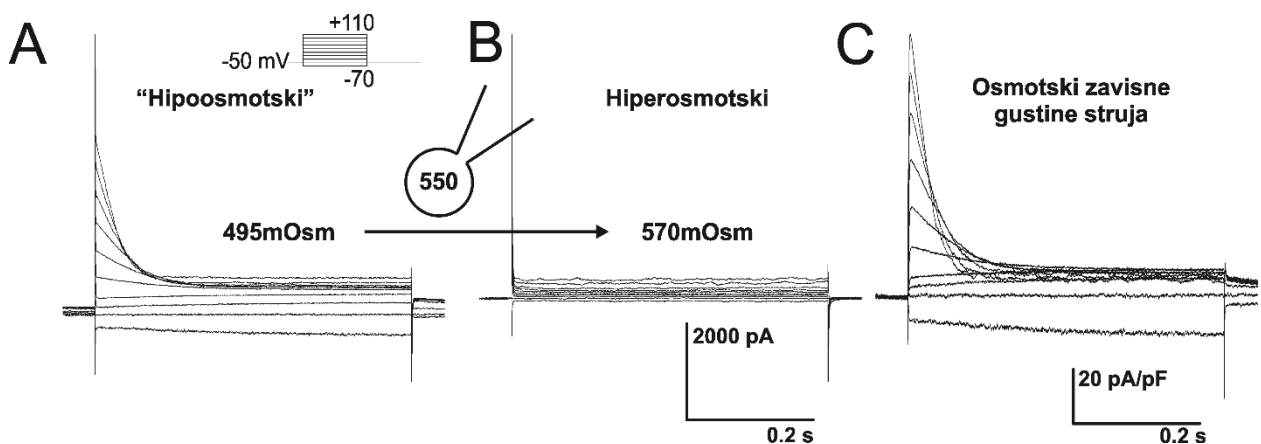 A
+110
-50 mV
-70
“Hipoosmotski”
495mOsm
550
B
Hiperosmotski
570mOsm
2000 pA
0.2 s
C
Osmotski zavisne
gustine struja
20 pA/pF
0.2 s